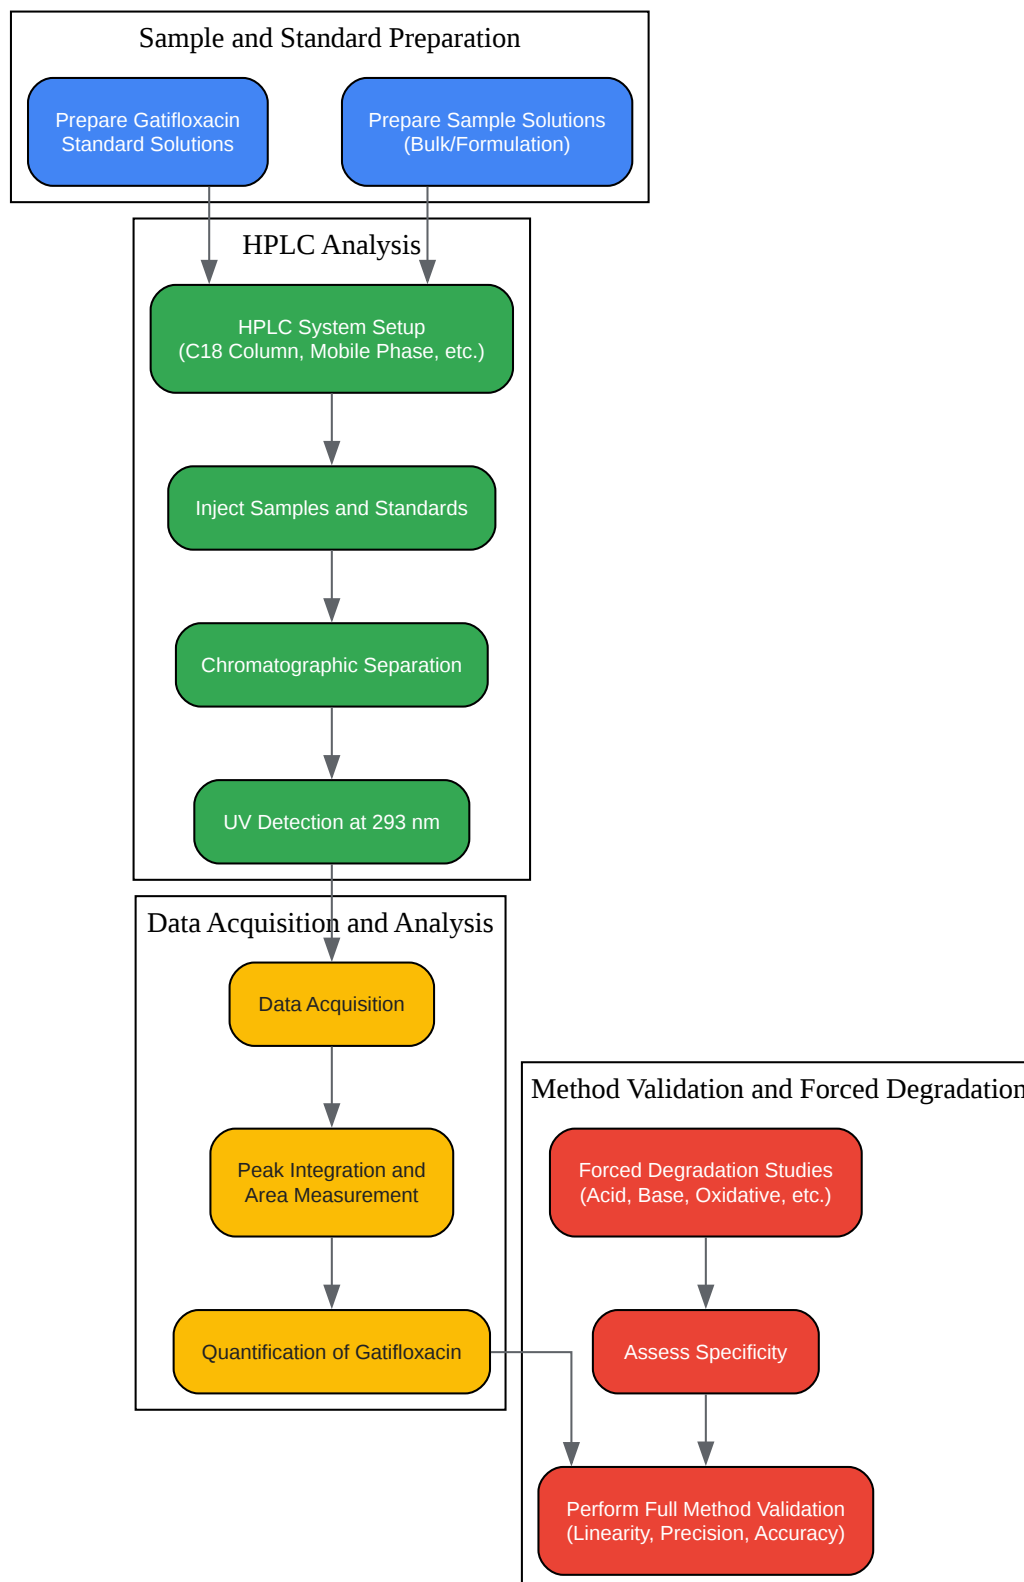 Sample and Standard Preparation
Prepare Gatifloxacin
Standard Solutions
Prepare Sample Solutions
(Bulk/Formulation)
HPLC Analysis
HPLC System Setup
(C18 Column, Mobile Phase, etc.)
Inject Samples and Standards
Chromatographic Separation
UV Detection at 293 nm
Data Acquisition and Analysis
Data Acquisition
Peak Integration and
Area Measurement
Quantification of Gatifloxacin
Method Validation and Forced Degradation
Forced Degradation Studies
(Acid, Base, Oxidative, etc.)
Assess Specificity
Perform Full Method Validation
(Linearity, Precision, Accuracy)